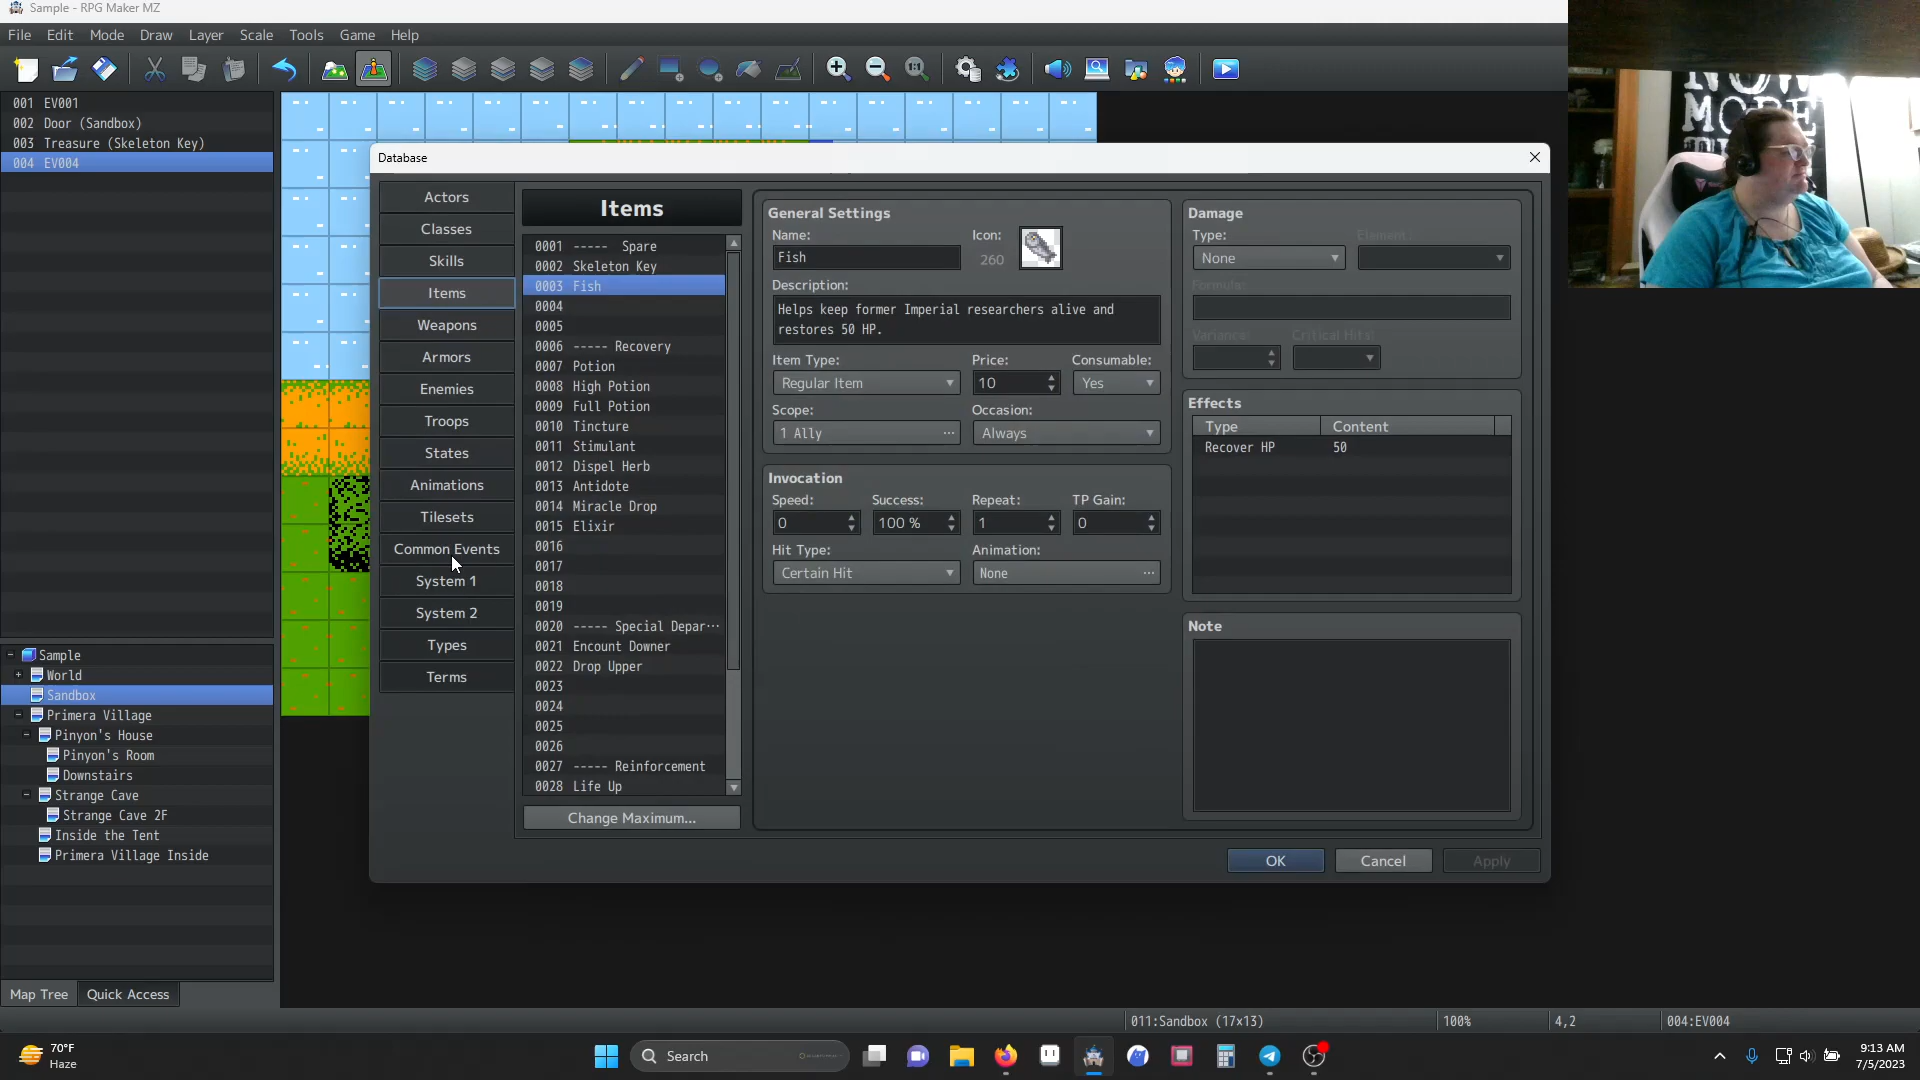 Sample - RPG Maker MZ
File Edit Mode Draw Layer Scale Tools Game Help
001 EV001
002 Door (Sandbox)
003 Treasure (Skeleton Key)
004 EV004
Sample
World
Sandbox
Primera Village
Pinyon's House
Pinyon's Room
Downstairs
Strange Cave
Strange Cave 2F
Inside the Tent
Primera Village Inside
Map Tree Quick Access
Database
Actors
Classes
Skills
Items
Weapons
Armors
Enemies
Troops
States
Animations
Tilesets
Common Events
System 1
System 2
Types
Terms
Items
0001 ----- Spare
0002 Skeleton Key
0003 Fish
0004
0005
0006 ----- Recovery
0007 Potion
0008 High Potion
0009 Full Potion
0010 Tincture
0011 Stimulant
0012 Dispel Herb
0013 Antidote
0014 Miracle Drop
0015 Elixir
0016
0017
0018
0019
0020 ----- Special Depar···
0021 Encount Downer
0022 Drop Upper
0023
0024
0025
0026
0027 ----- Reinforcement
0028 Life Up
Change Maximum...
General Settings
Name: Icon:
Fish 260
Description:
Helps keep former Imperial researchers alive and
restores 50 HP.
Item Type: Price: Consumable:
Regular Item 10 Yes
Scope: Occasion:
1 Ally ··· Always
Invocation
Speed: Success: Repeat: TP Gain:
0 100 % 1 0
Hit Type: Animation:
Certain Hit None ···
Damage
Type: Element:
None
Formula:
Variance: Critical Hits:
Effects
Type Content
Recover HP 50
Note
OK Cancel Apply
NOW
MORE
011:Sandbox (17x13) 100% 4,2 004:EV004
70°F
Haze
Search
9:13 AM
7/5/2023